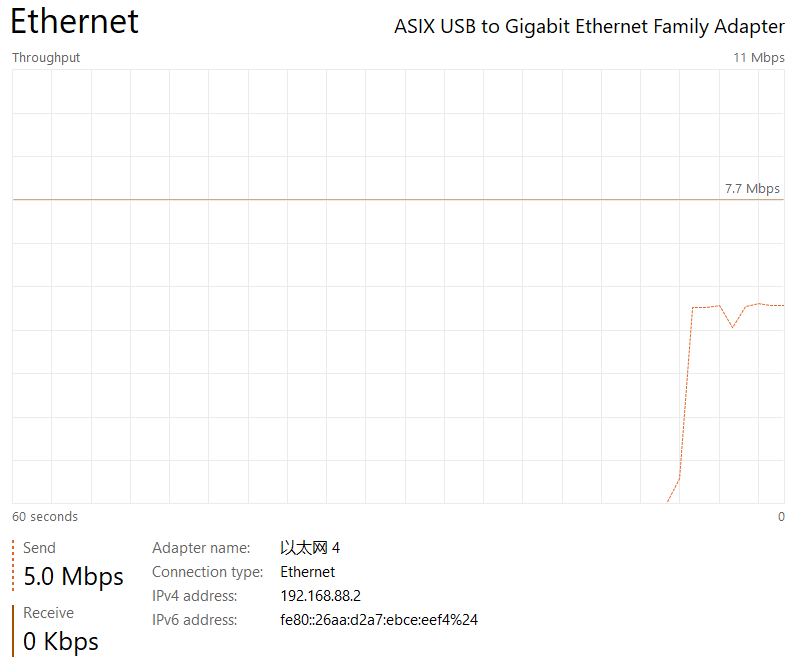 Ethernet
ASIX USB to Gigabit Ethernet Family Adapter
Throughput
11 Mbps
7.7 Mbps
60 seconds
0
Send
5.0 Mbps
Receive
0 Kbps
Adapter name: 以太网 4
Connection type: Ethernet
IPv4 address: 192.168.88.2
IPv6 address: fe80::26aa:d2a7:ebce:eef4%24